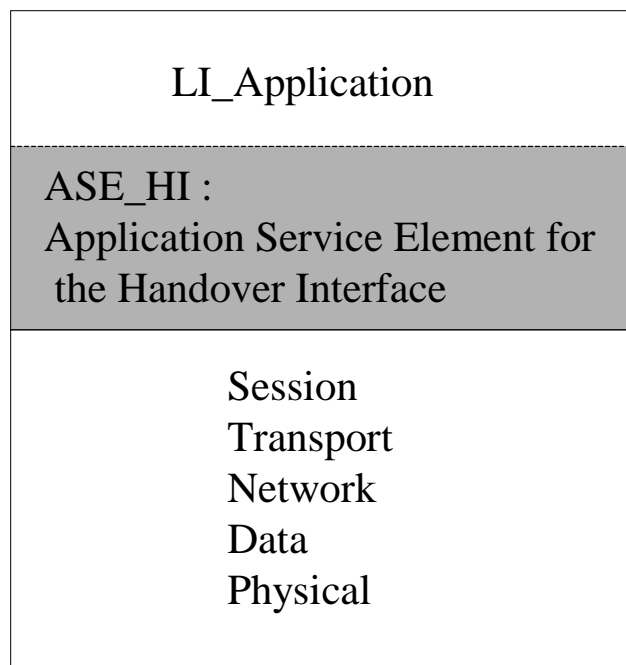 LI_Application
ASE_HI :
Application Service Element for
the Handover Interface
Session
Transport
Network
Data
Physical